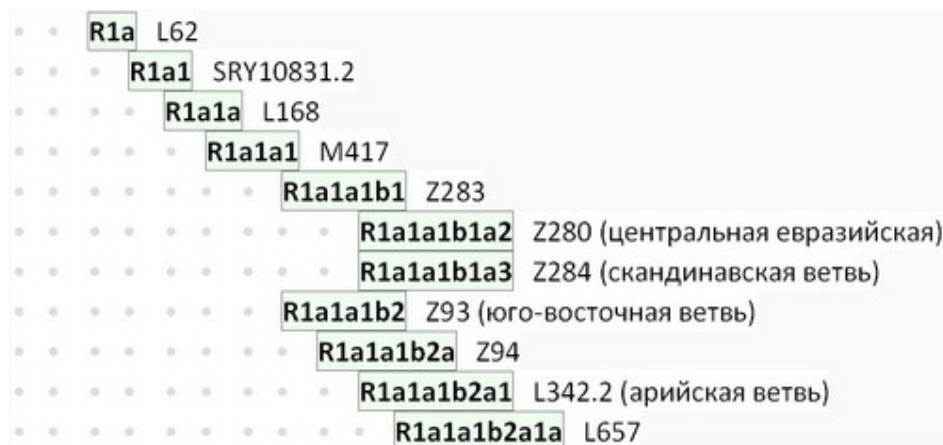 R1a L62
R1a1 SRY10831.2
R1a1a L168
R1a1a1 M417
R1a1a1b1 Z283
R1a1a1b1a2 Z280 (центральная евразийская)
R1a1a1b1a3 Z284 (скандинавская ветвь)
R1a1a1b2 Z93 (юго-восточная ветвь)
R1a1a1b2a Z94
R1a1a1b2a1 L342.2 (арийская ветвь)
R1a1a1b2a1a L657